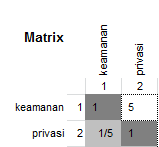 Matrix
keamanan
privasi
1
2
keamanan 1 1 5
privasi 2 1/5 1